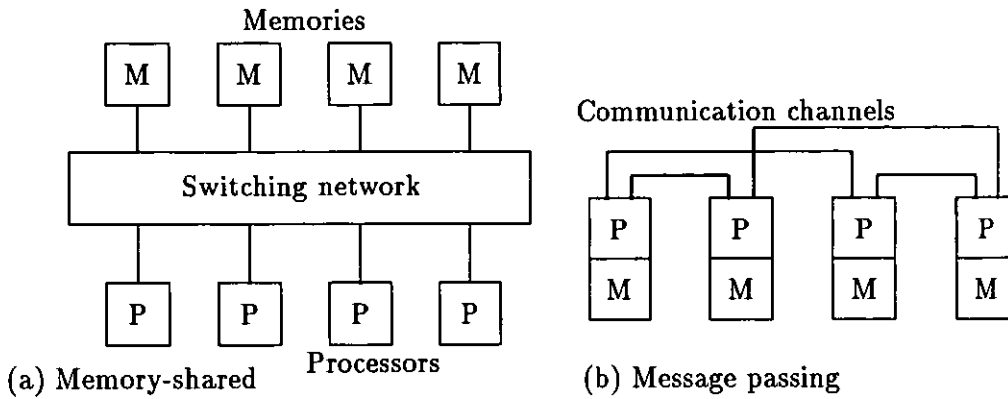 Memories
M M M M
Switching network
P P P P
Processors
(a) Memory-shared
Communication channels
P P P P
M M M M
(b) Message passing